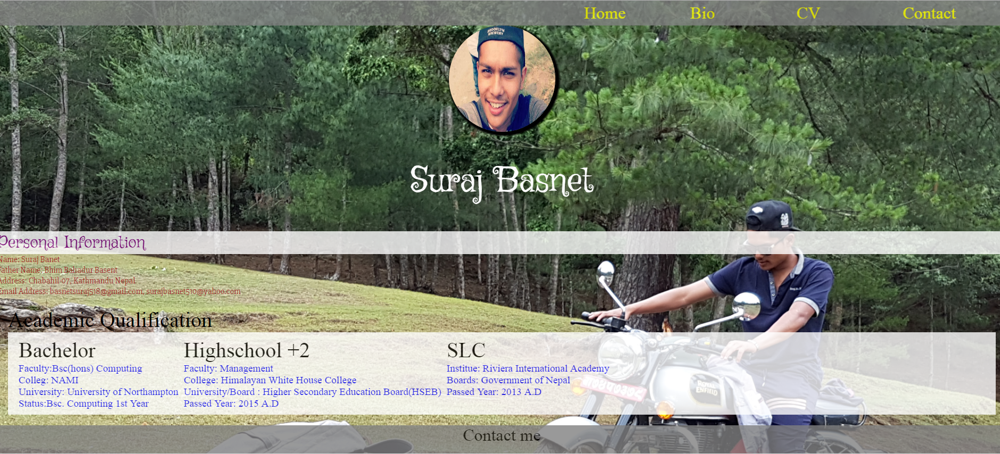 Home Bio CV Contact
BROOKLYN
BREWERY
Suraj Basnet
Personal Information
Name: Suraj Banet
Father Name: Bhim Bahadur Basent
Address: Chabahil-07, Kathmandu Nepal
Email Address: basnetsuraj518@gmail.com, surajbasnet510@yahoo.com
Academic Qualification
Bachelor
Faculty:Bsc(hons) Computing
Colleg: NAMI
University: University of Northampton
Status:Bsc. Computing 1st Year
Highschool +2
Faculty: Management
College: Himalayan White House College
University/Board : Higher Secondary Education Board(HSEB)
Passed Year: 2015 A.D
SLC
Institue: Riviera International Academy
Boards: Government of Nepal
Passed Year: 2013 A.D
ROYAL
ENFIELD
Contact me